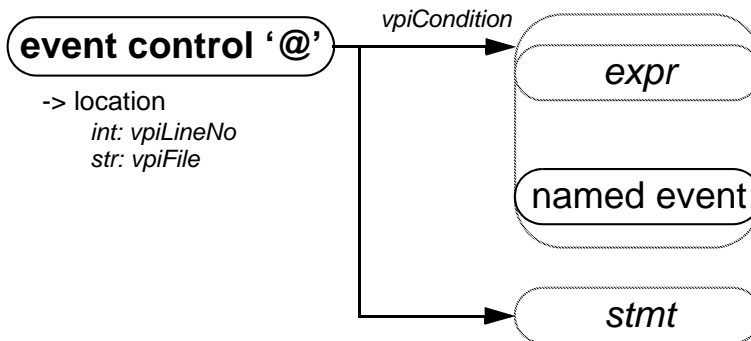 vpiCondition
event control ‘@’
expr
-> location
int: vpiLineNo
str: vpiFile
named event
stmt